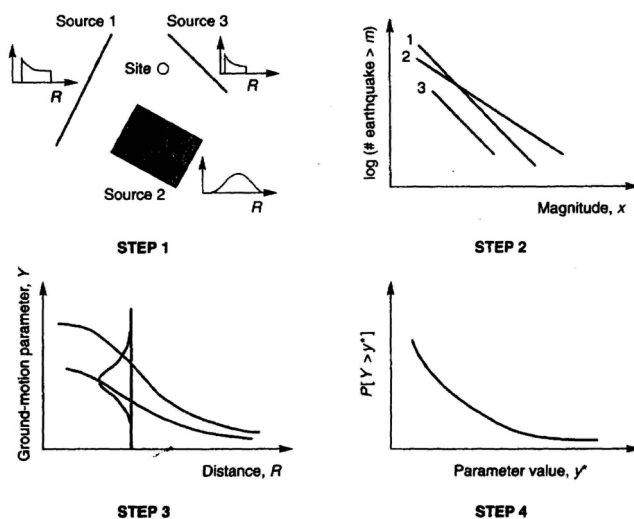 Source 1
Source 3
Site
R
R
Source 2
R
STEP 1
log (# earthquake > m)
1
2
3
Magnitude, x
STEP 2
Ground-motion parameter, Y
Distance, R
STEP 3
P[Y > y*]
Parameter value, y*
STEP 4